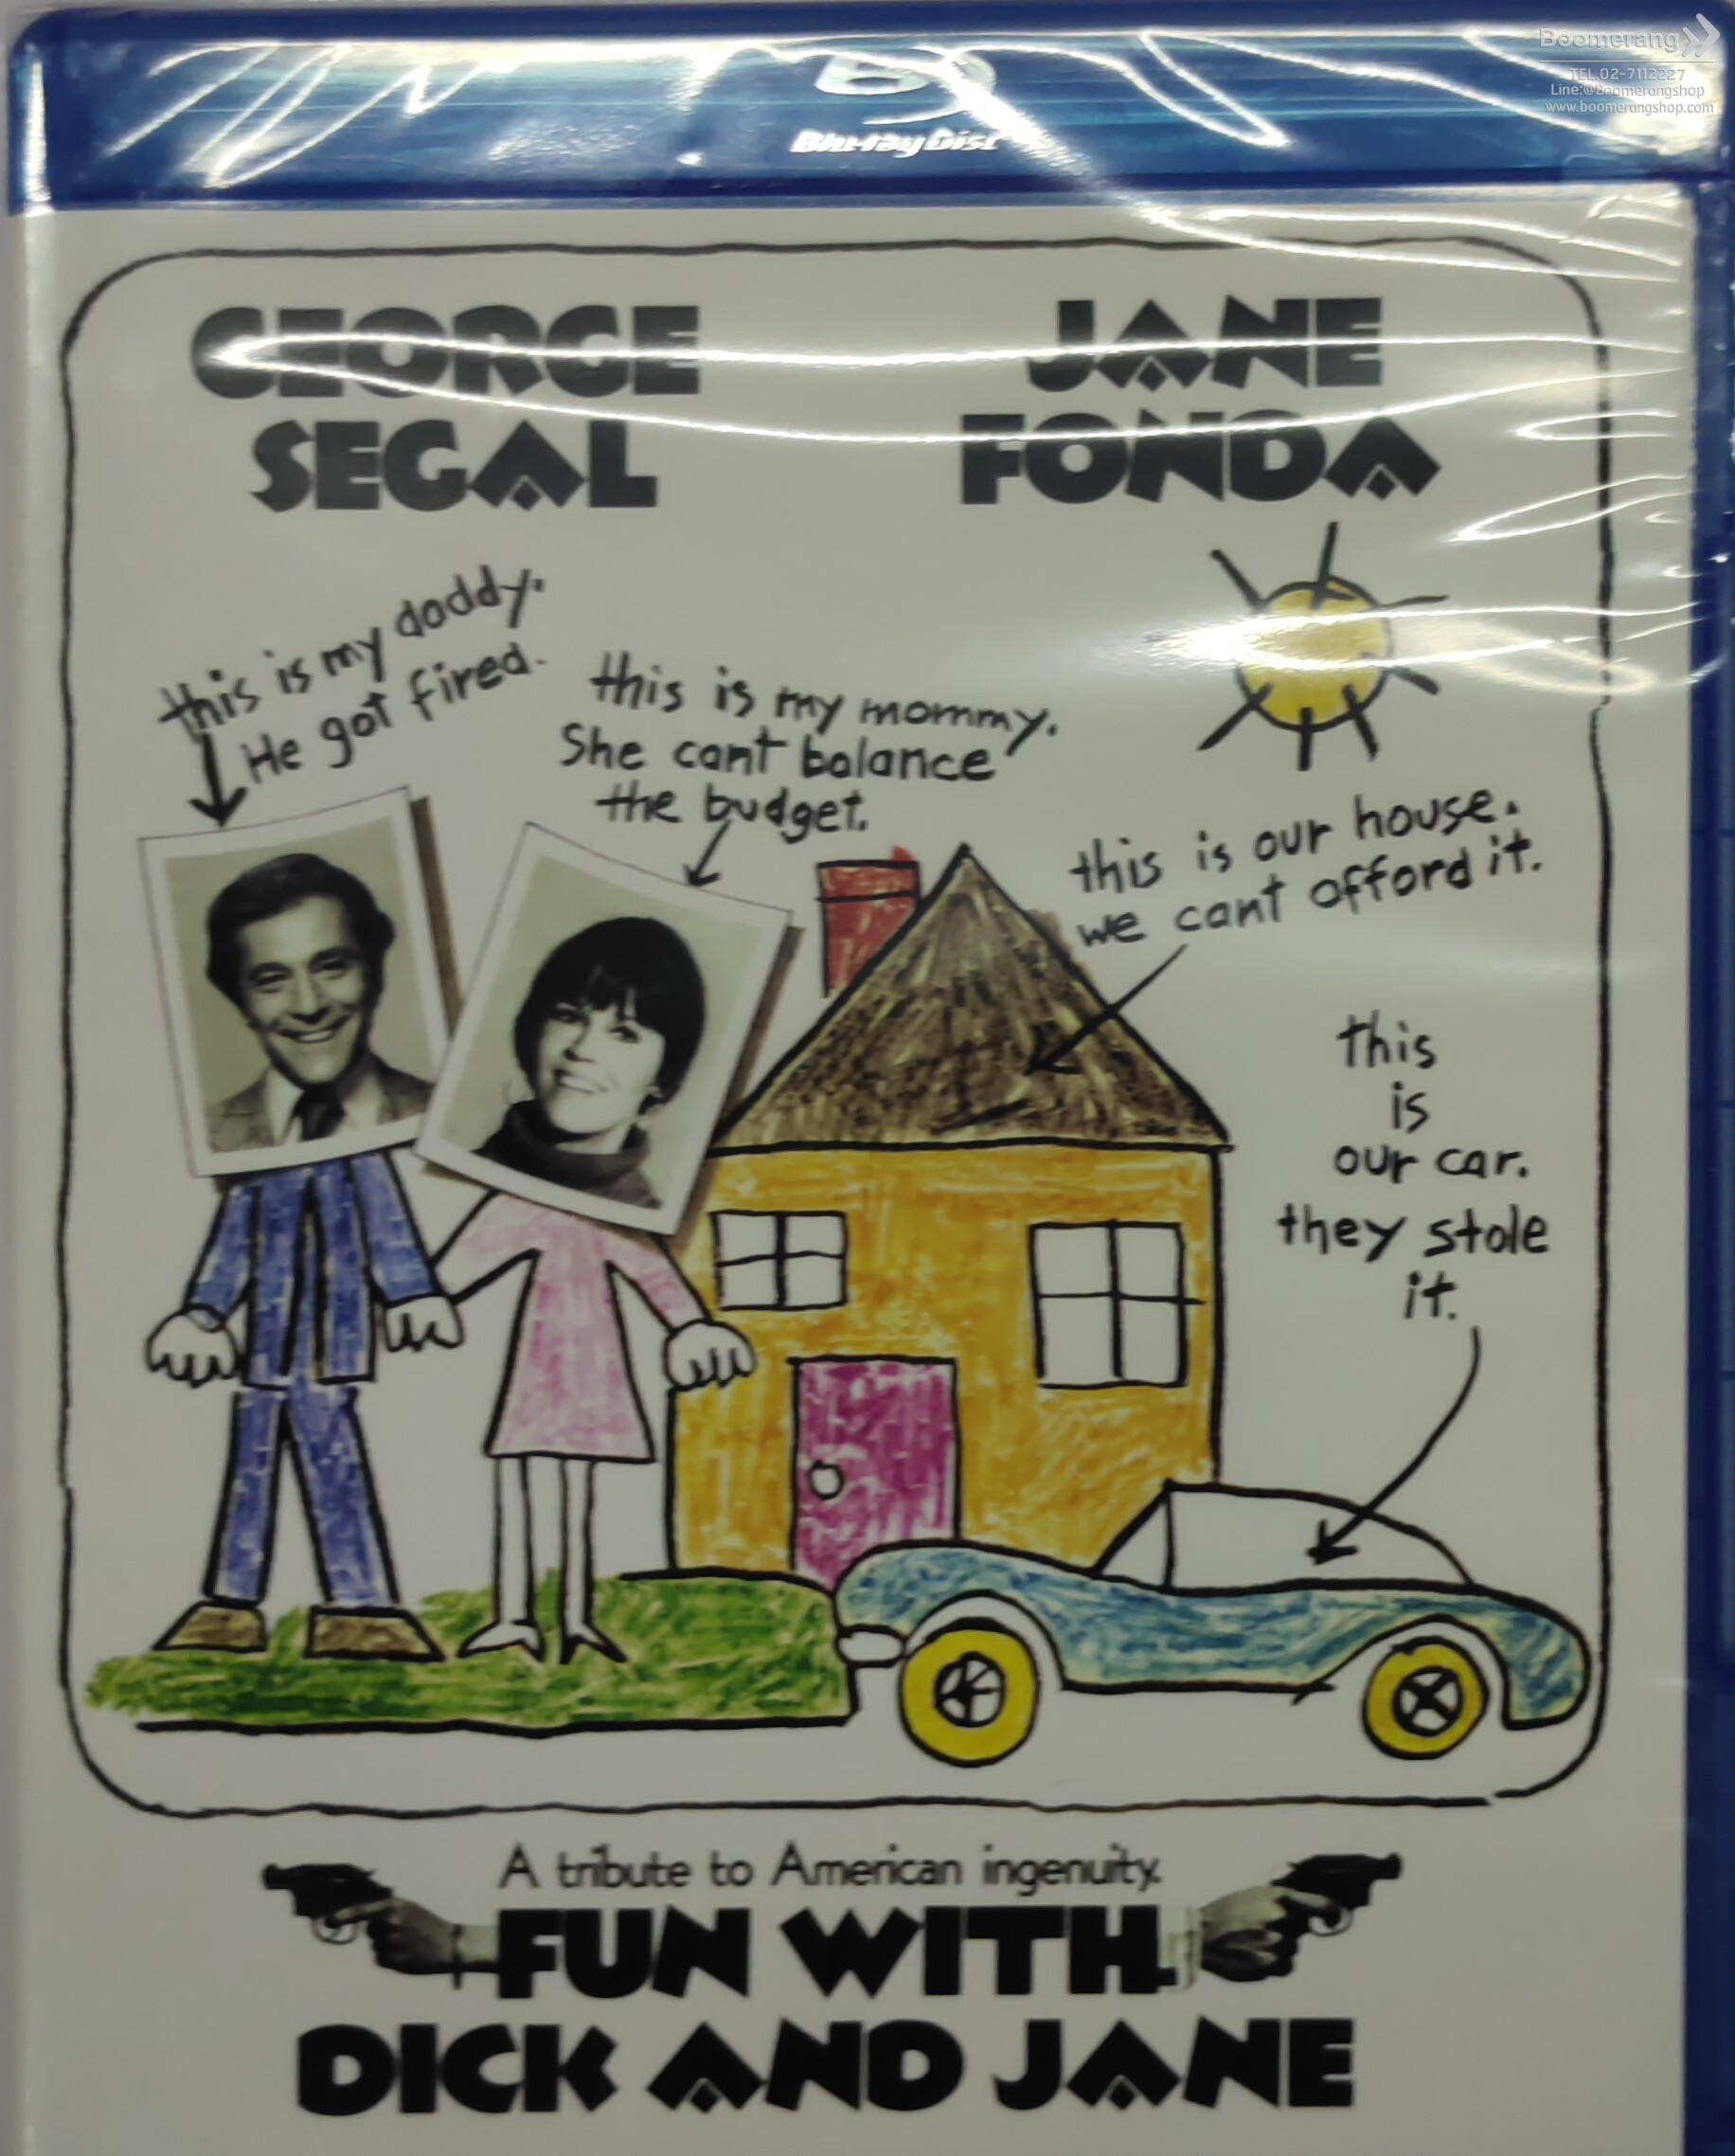 Boomerang
TEL.02-7112227
Line:@Boomerangshop
www.boomerangshop.com
Blu-ray Disc
GEORGE
SEGAL
JANE
FONDA
this is my daddy.
He got fired.
this is my mommy.
She cant balance
the budget.
this is our house.
we cant afford it.
this
is
our car.
they stole
it.
A tribute to American ingenuity.
FUN WITH
DICK AND JANE